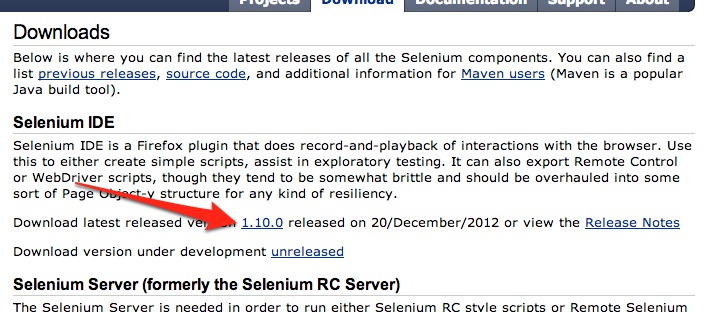 Projects Download Documentation Support About
Downloads
Below is where you can find the latest releases of all the Selenium components. You can also find a
list previous releases, source code, and additional information for Maven users (Maven is a popular
Java build tool).
Selenium IDE
Selenium IDE is a Firefox plugin that does record-and-playback of interactions with the browser. Use
this to either create simple scripts, assist in exploratory testing. It can also export Remote Control
or WebDriver scripts, though they tend to be somewhat brittle and should be overhauled into some
sort of Page Object-y structure for any kind of resiliency.
Download latest released version 1.10.0 released on 20/December/2012 or view the Release Notes
Download version under development unreleased
Selenium Server (formerly the Selenium RC Server)
The Selenium Server is needed in order to run either Selenium RC style scripts or Remote Selenium